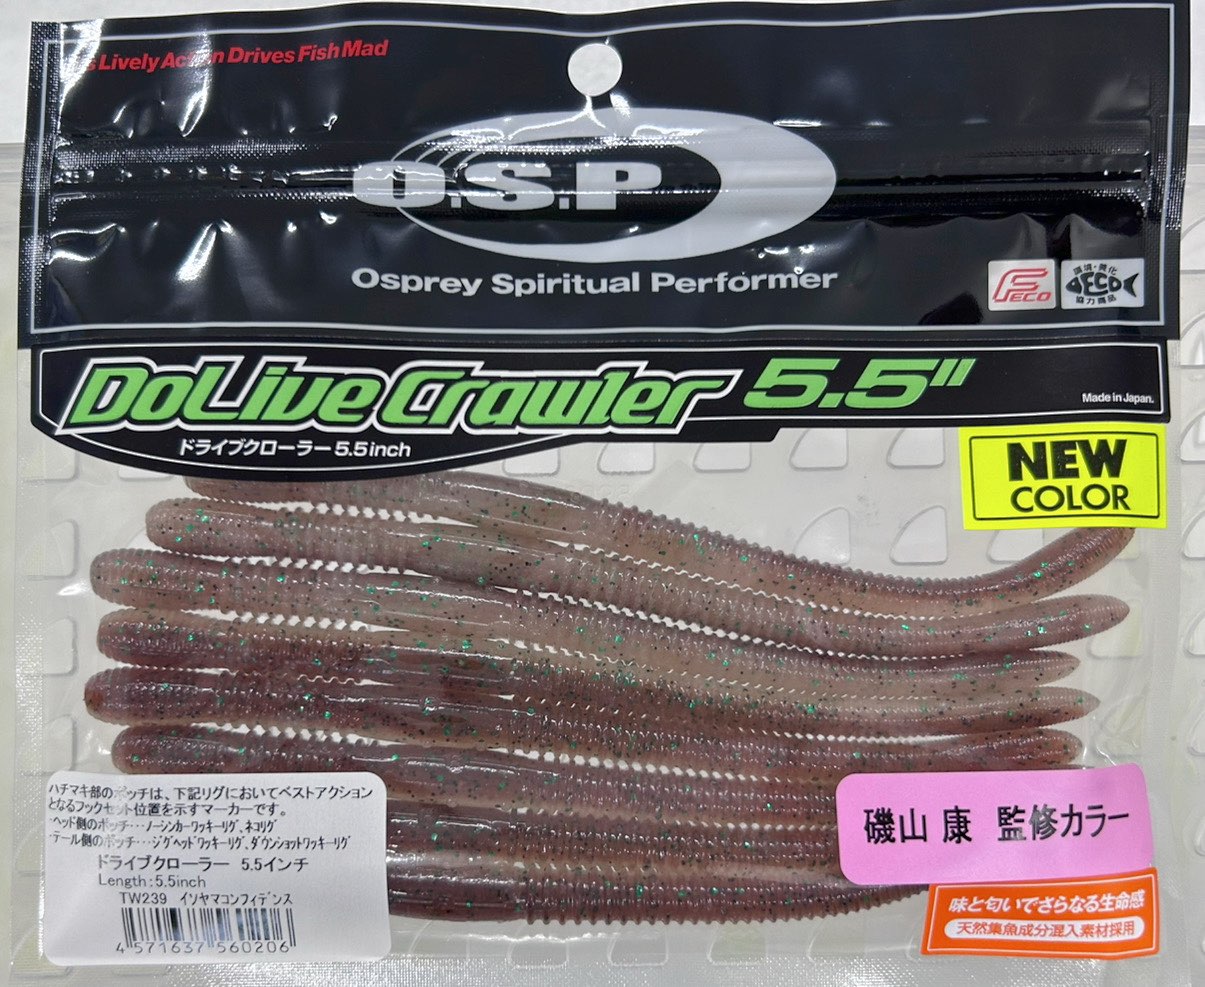 Lively Action Drives Fish Mad
O.S.P
Osprey Spiritual Performer
FECO
環境・美化
ECO
協力商品
DoLive Crawler 5.5"
Made in Japan.
ドライブクローラー 5.5inch
NEW
COLOR
ハチマキ部のポッチは、下記リグにおいてベストアクション
となるフックセット位置を示すマーカーです。
・ヘッド側のポッチ・・・ノーシンカーワッキーリグ、ネコリグ
・テール側のポッチ・・・ジグヘッドワッキーリグ、ダウンショットワッキーリグ
ドライブクローラー 5.5インチ
Length:5.5inch
TW239 イソヤマコンフィデンス
4 571637 560206
磯山 康 監修カラー
味と匂いでさらなる生命感
天然集魚成分混入素材採用